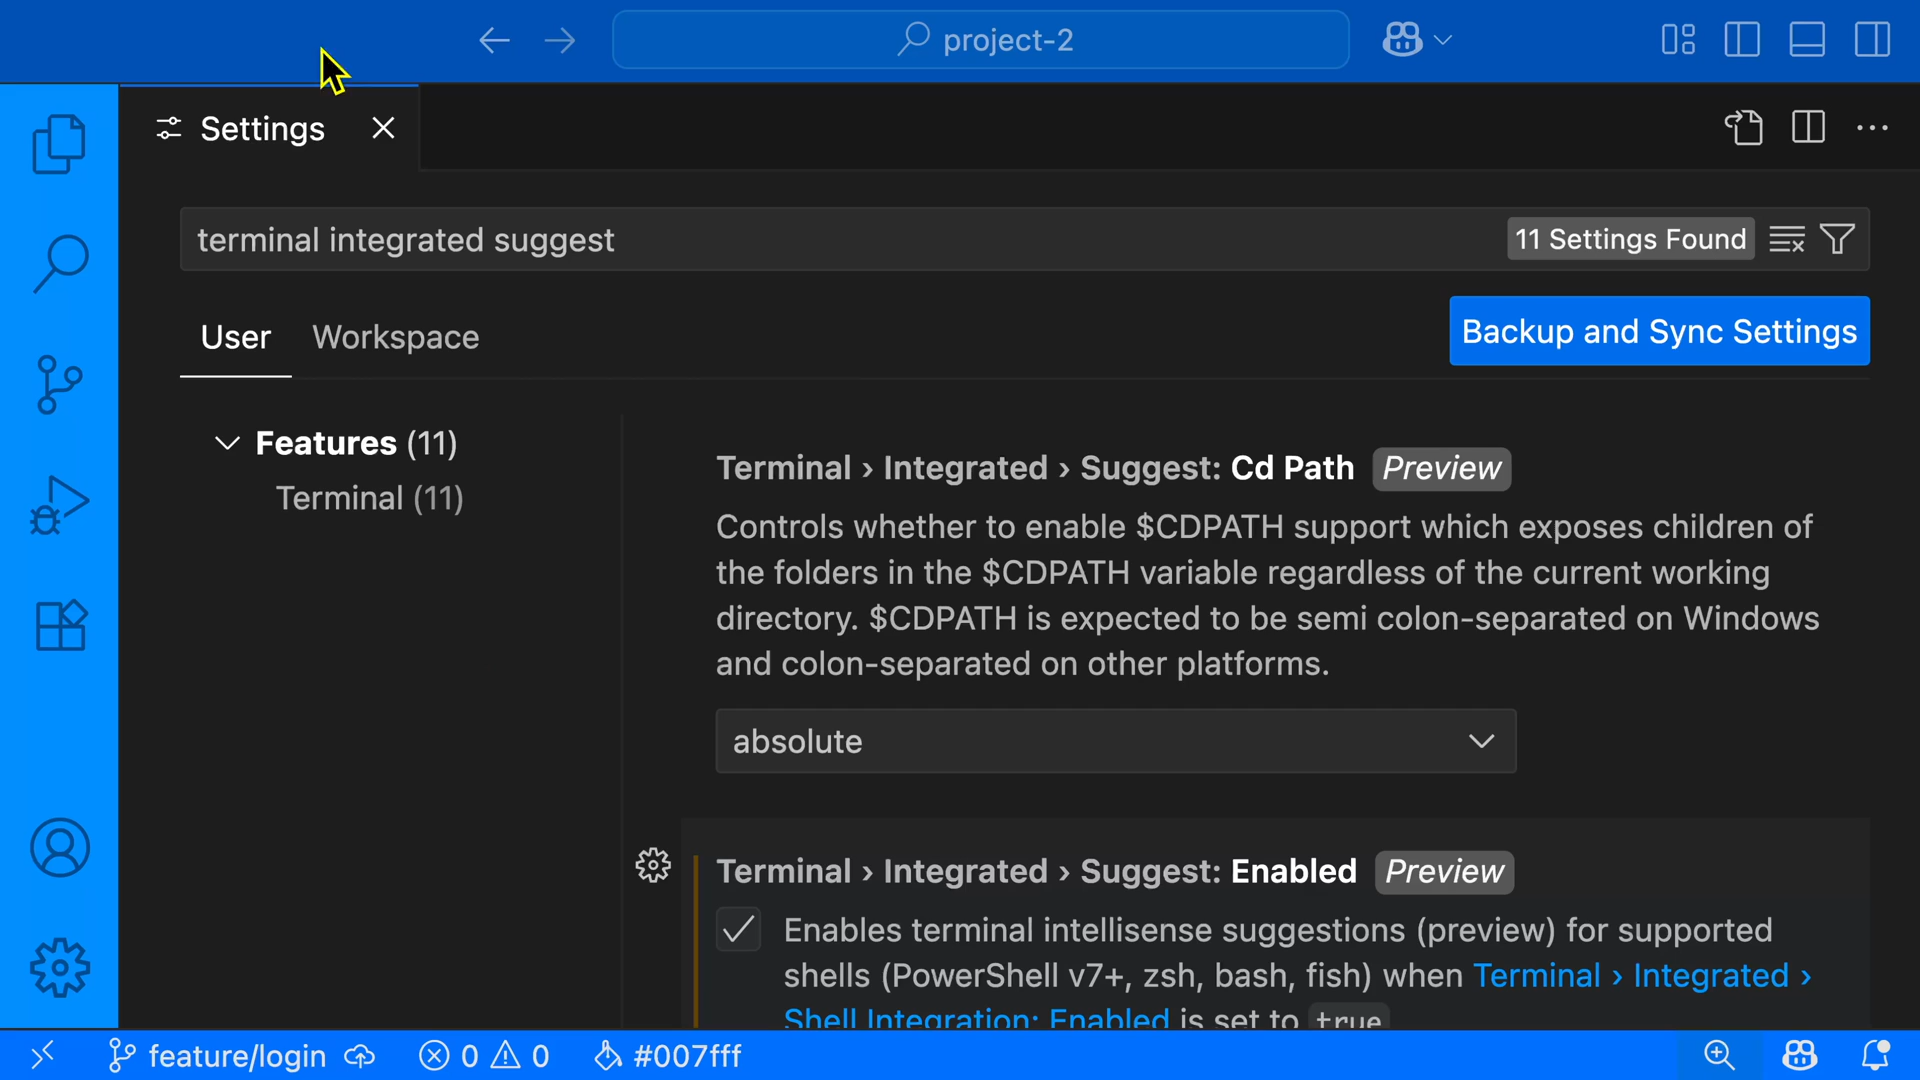 project-2
Settings
terminal integrated suggest
11 Settings Found
User
Workspace
Backup and Sync Settings
Features (11)
Terminal (11)
Terminal › Integrated › Suggest: Cd Path Preview
Controls whether to enable $CDPATH support which exposes children of
the folders in the $CDPATH variable regardless of the current working
directory. $CDPATH is expected to be semi colon-separated on Windows
and colon-separated on other platforms.
absolute
Terminal › Integrated › Suggest: Enabled Preview
Enables terminal intellisense suggestions (preview) for supported
shells (PowerShell v7+, zsh, bash, fish) when Terminal › Integrated ›
Shell Integration: Enabled is set to true
feature/login
0
0
#007fff